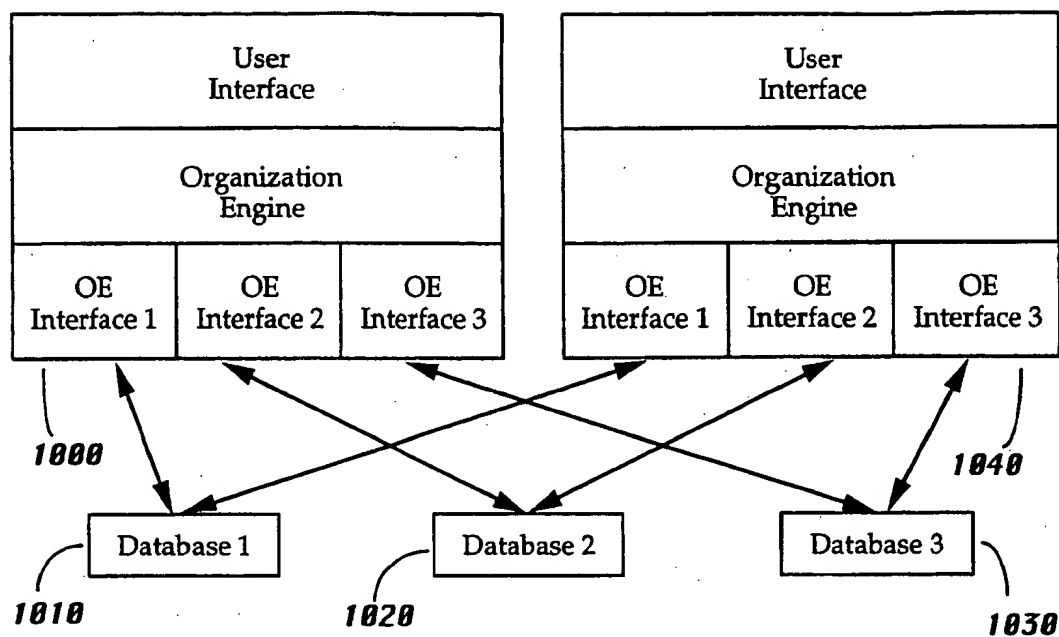 User
Interface
User
Interface
Organization
Engine
Organization
Engine
OE
Interface 1
OE
Interface 2
OE
Interface 3
OE
Interface 1
OE
Interface 2
OE
Interface 3
1000
1040
Database 1
Database 2
Database 3
1010
1020
1030